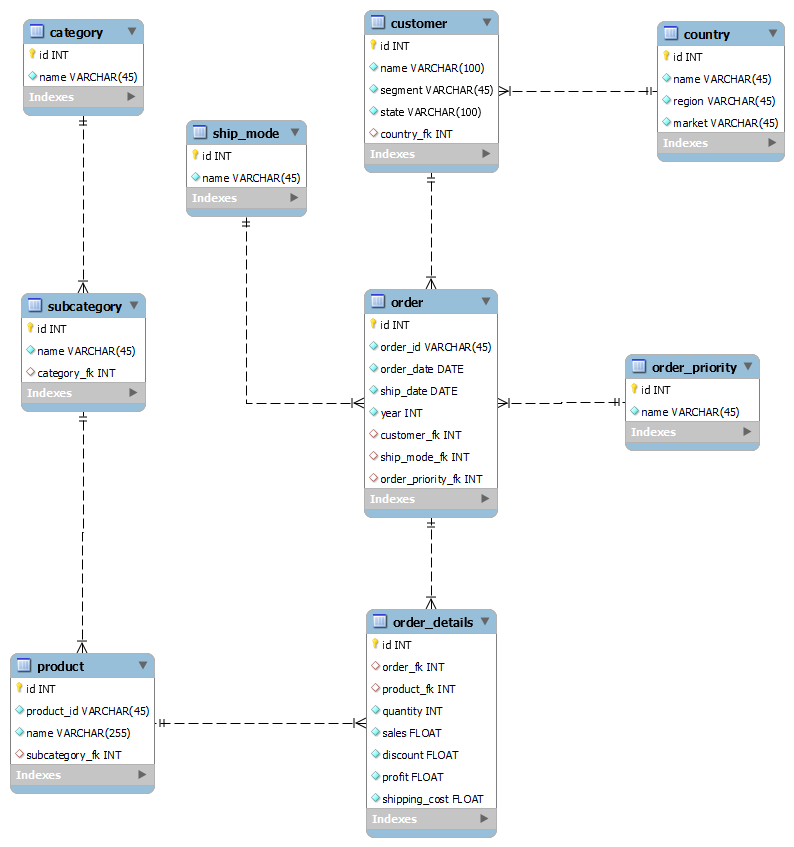 category
id INT
name VARCHAR(45)
Indexes
customer
id INT
name VARCHAR(100)
segment VARCHAR(45)
state VARCHAR(100)
country_fk INT
Indexes
country
id INT
name VARCHAR(45)
region VARCHAR(45)
market VARCHAR(45)
Indexes
ship_mode
id INT
name VARCHAR(45)
Indexes
subcategory
id INT
name VARCHAR(45)
category_fk INT
Indexes
order
id INT
order_id VARCHAR(45)
order_date DATE
ship_date DATE
year INT
customer_fk INT
ship_mode_fk INT
order_priority_fk INT
Indexes
order_priority
id INT
name VARCHAR(45)
Indexes
product
id INT
product_id VARCHAR(45)
name VARCHAR(255)
subcategory_fk INT
Indexes
order_details
id INT
order_fk INT
product_fk INT
quantity INT
sales FLOAT
discount FLOAT
profit FLOAT
shipping_cost FLOAT
Indexes